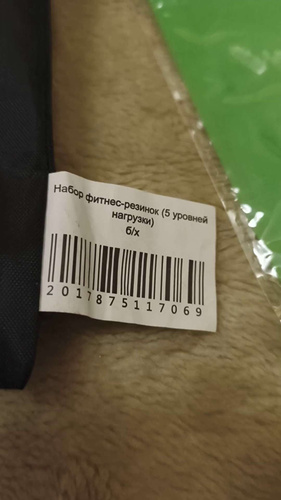 Набор фитнес-резинок (5 уровней
нагрузки)
б/х
2017875117069